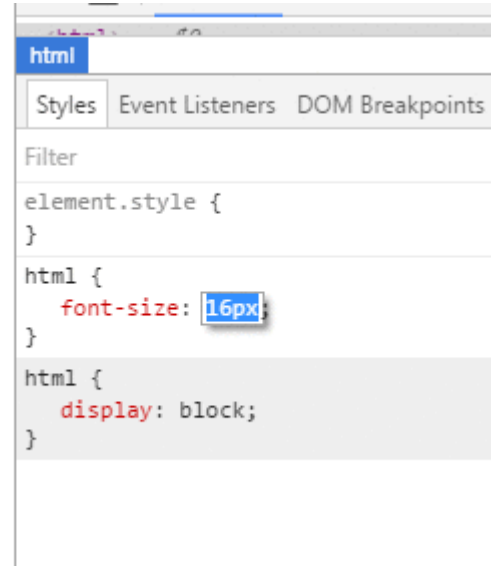 html
Styles Event Listeners DOM Breakpoints
Filter
element.style {
}
html {
font-size: 16px;
}
html {
display: block;
}